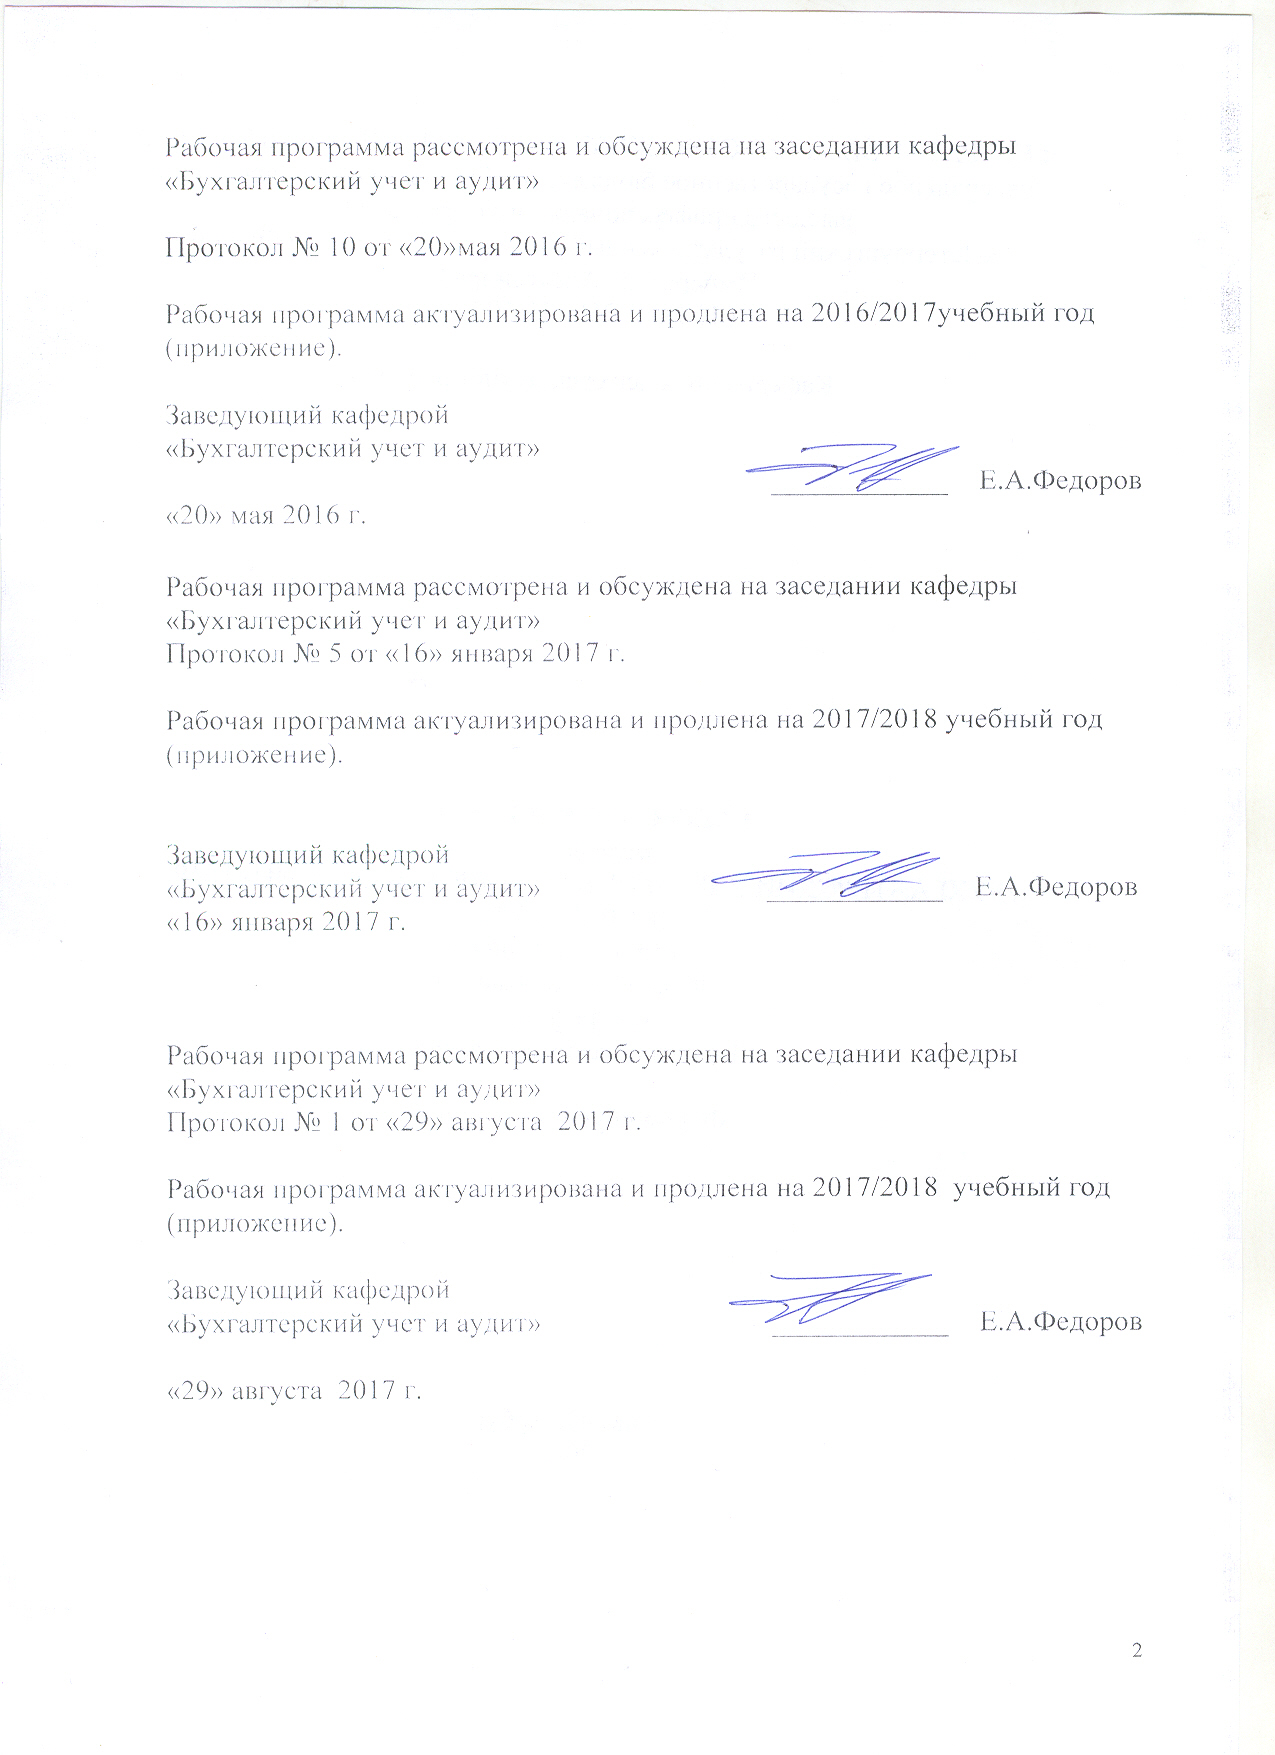 Рабочая программа рассмотрена и обсуждена на заседании кафедры
«Бухгалтерский учет и аудит»
Протокол № 10 от «20»мая 2016 г.
Рабочая программа актуализирована и продлена на 2016/2017учебный год
(приложение).
Заведующий кафедрой
«Бухгалтерский учет и аудит»
_____________ Е.А.Федоров
«20» мая 2016 г.
Рабочая программа рассмотрена и обсуждена на заседании кафедры
«Бухгалтерский учет и аудит»
Протокол № 5 от «16» января 2017 г.
Рабочая программа актуализирована и продлена на 2017/2018 учебный год
(приложение).
Заведующий кафедрой
«Бухгалтерский учет и аудит» _____________ Е.А.Федоров
«16» января 2017 г.
Рабочая программа рассмотрена и обсуждена на заседании кафедры
«Бухгалтерский учет и аудит»
Протокол № 1 от «29» августа 2017 г.
Рабочая программа актуализирована и продлена на 2017/2018 учебный год
(приложение).
Заведующий кафедрой
«Бухгалтерский учет и аудит» _____________ Е.А.Федоров
«29» августа 2017 г.
2